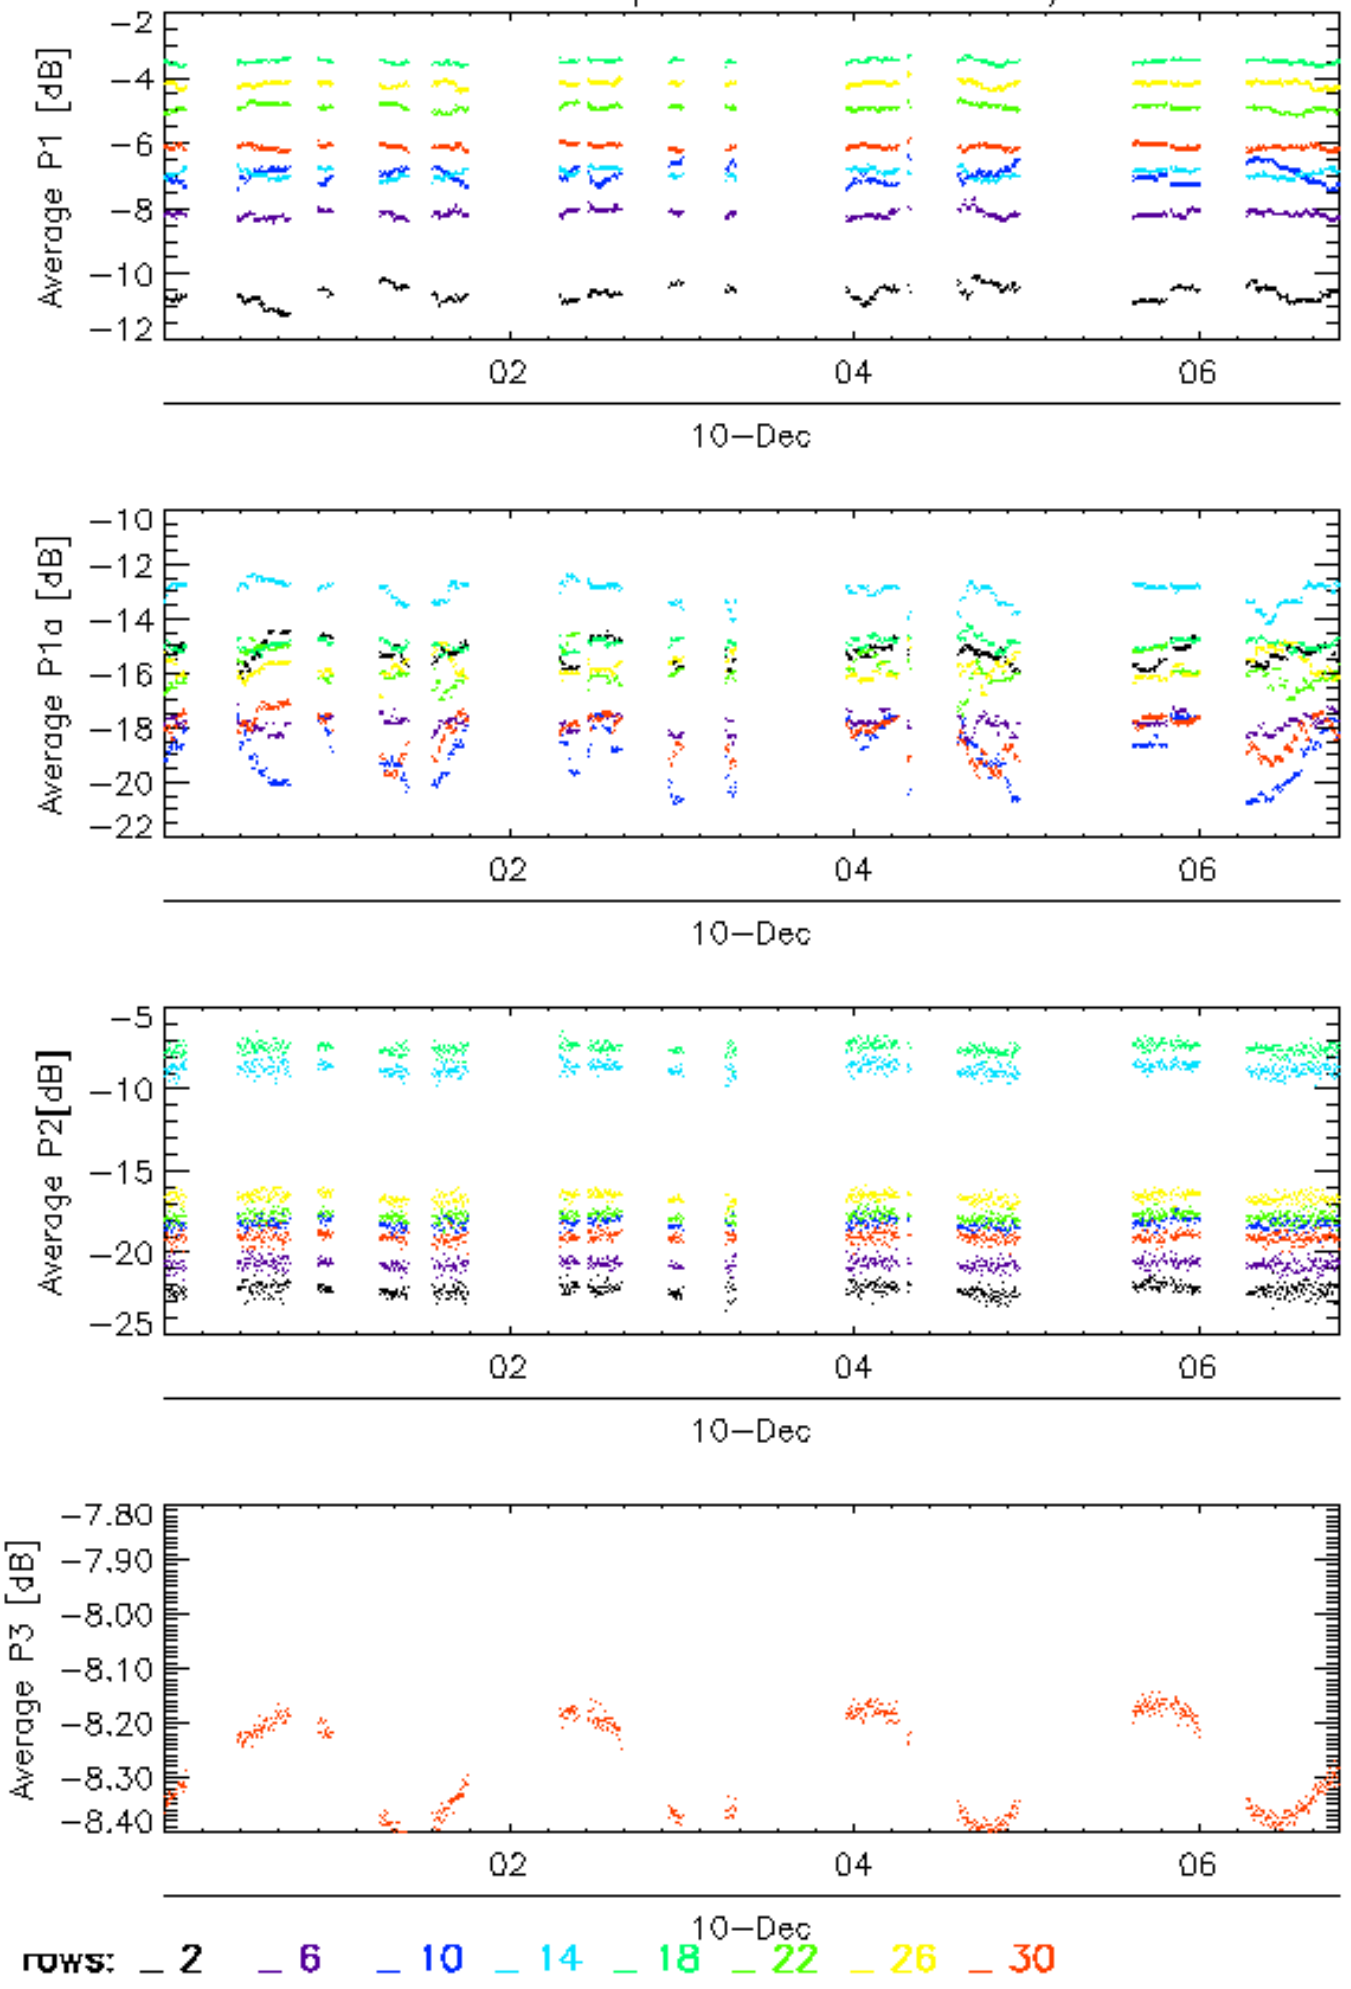 Average P1 [dB]
-2
-4
-6
-8
-10
-12
02 04 06
10-Dec
Average P1a [dB]
-10
-12
-14
-16
-18
-20
-22
02 04 06
10-Dec
Average P2[dB]
-5
-10
-15
-20
-25
02 04 06
10-Dec
Average P3 [dB]
-7.80
-7.90
-8.00
-8.10
-8.20
-8.30
-8.40
02 04 06
10-Dec
rows: _ 2 _ 6 _ 10 _ 14 _ 18 _ 22 _ 26 _ 30